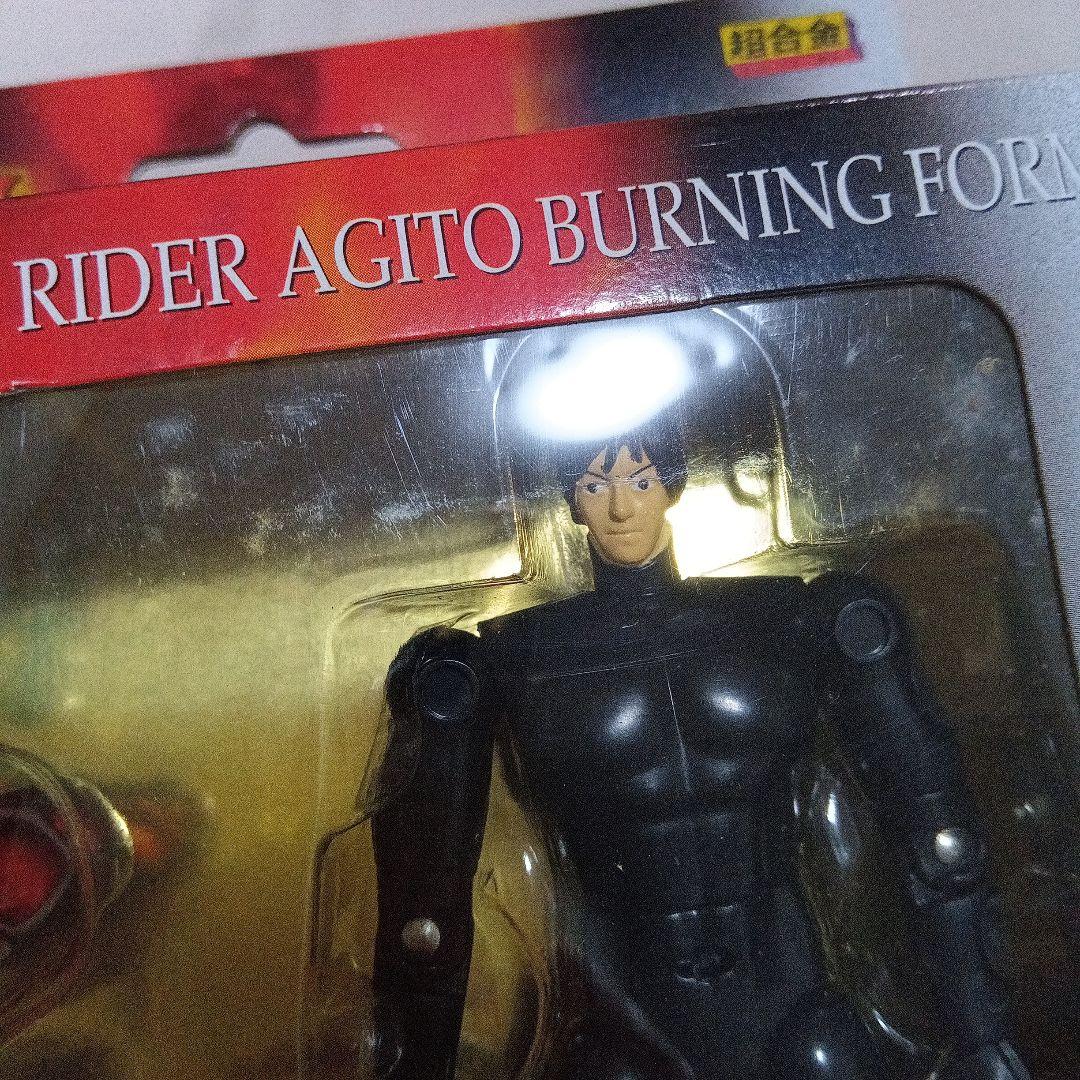 超合金
RIDER AGITO BURNING FORM